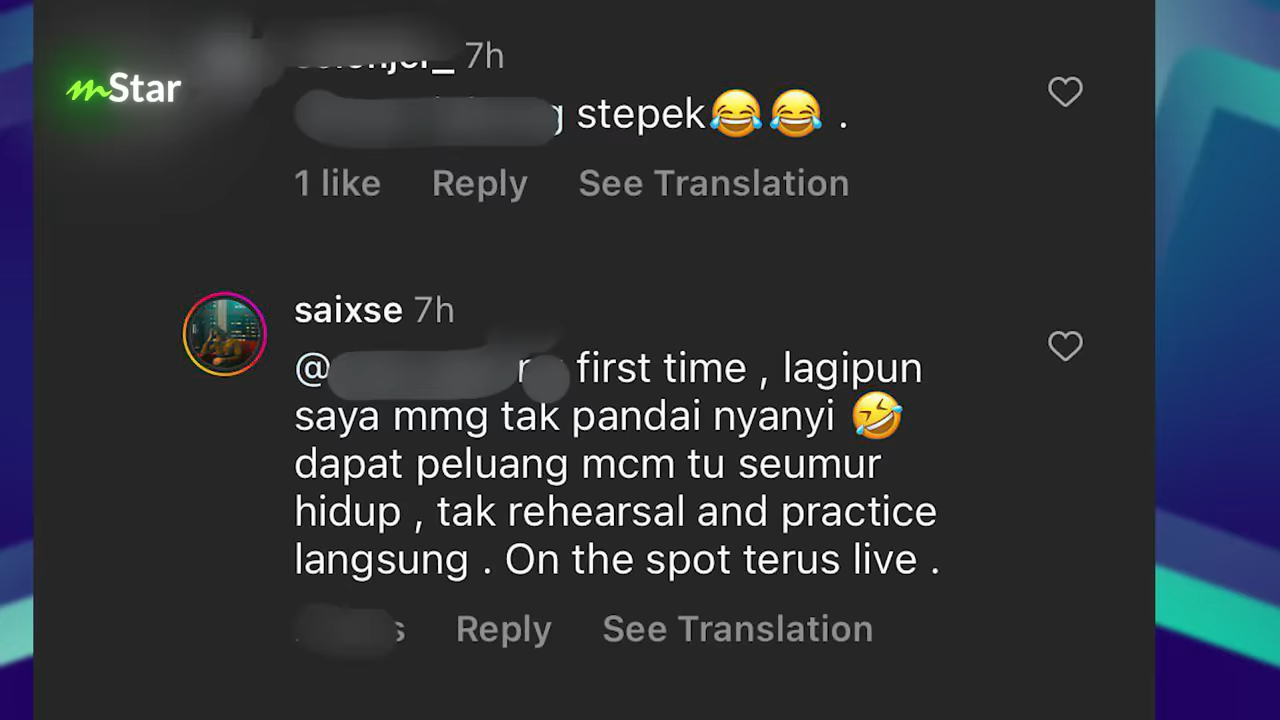 mStar
7h
stepek😂😂 .
1 like Reply See Translation
saixse 7h
@ first time , lagipun
saya mmg tak pandai nyanyi 🤣
dapat peluang mcm tu seumur
hidup , tak rehearsal and practice
langsung . On the spot terus live .
Reply See Translation